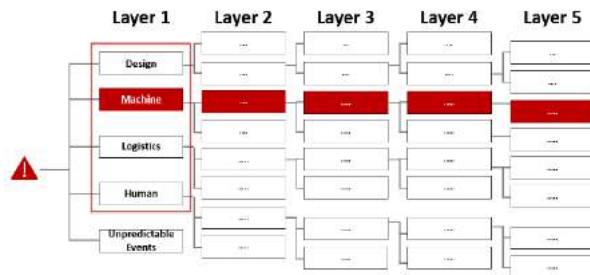 Layer 1 Layer 2 Layer 3 Layer 4 Layer 5
Design
Machine
Logistics
Human
Unpredictable
Events